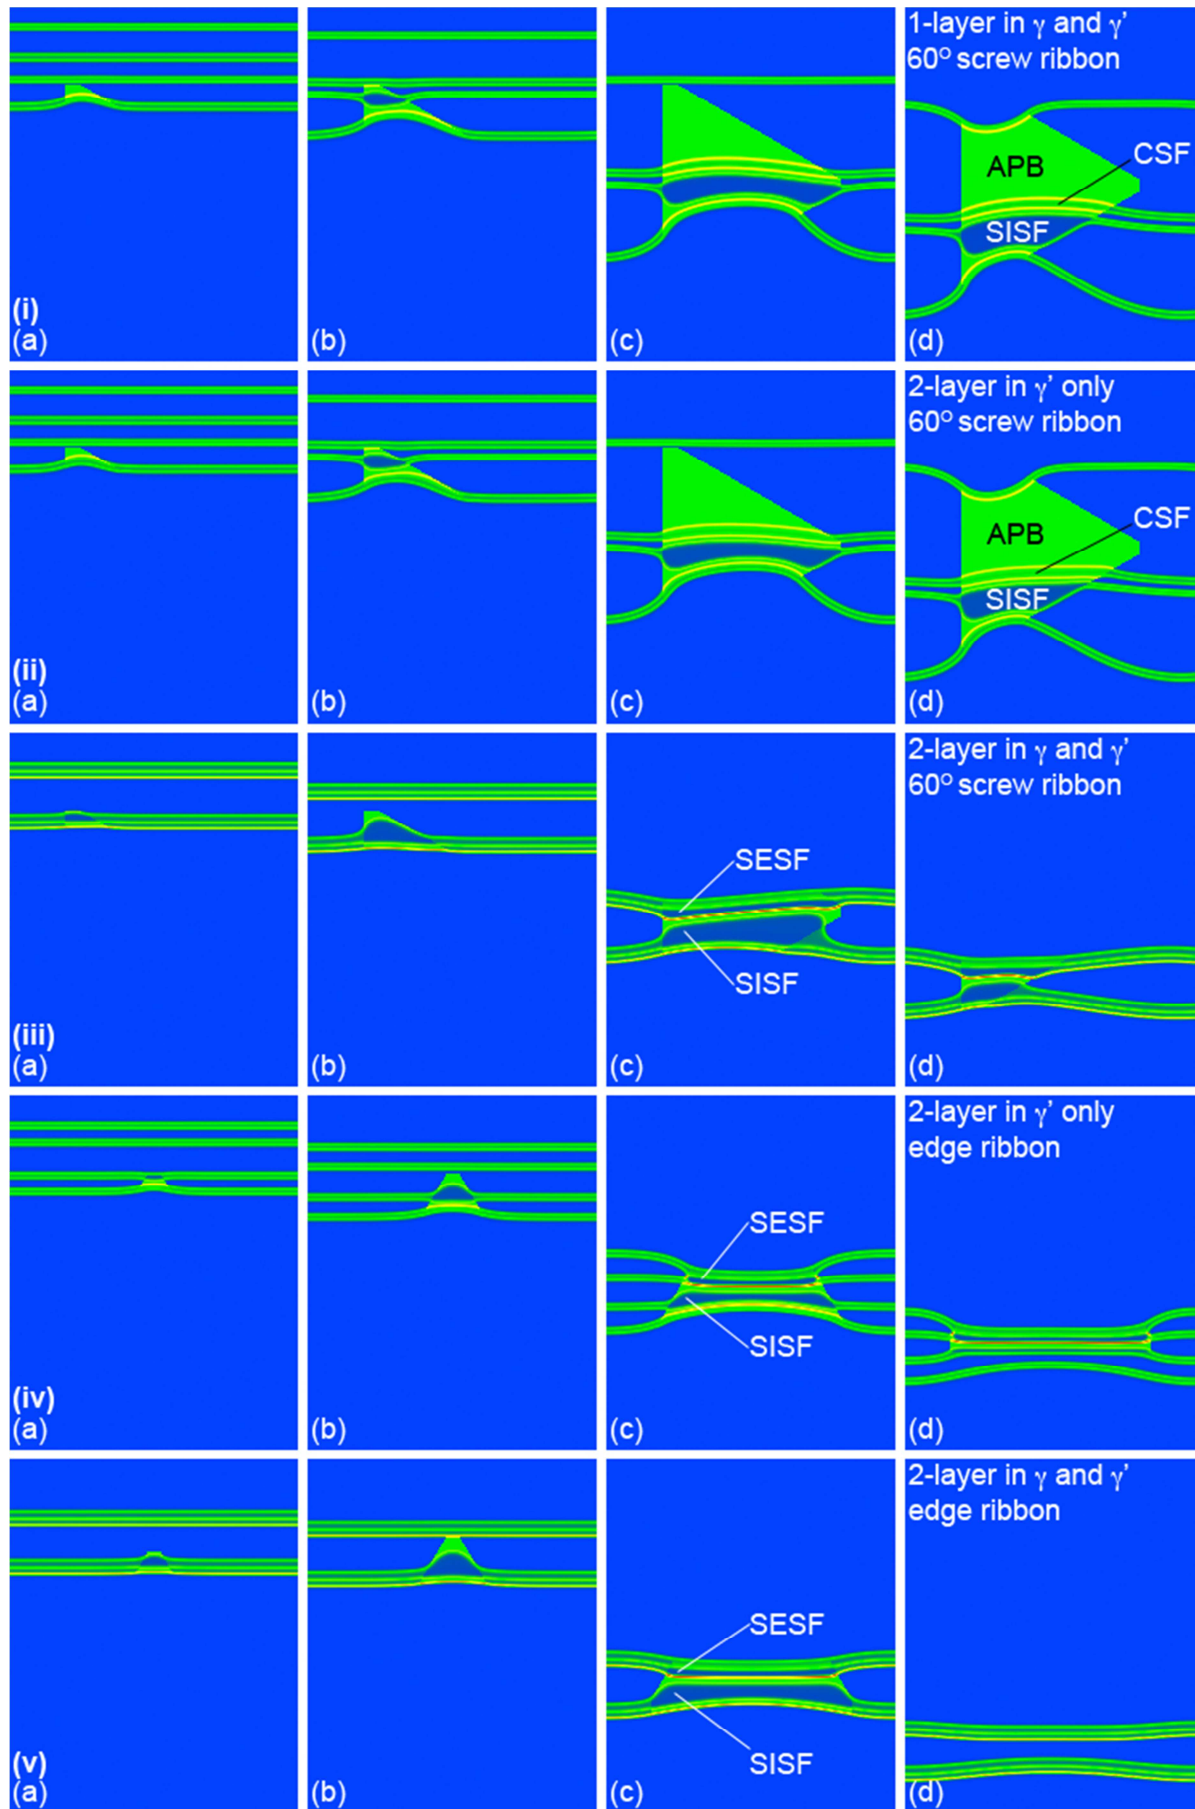 1-layer in γ and γ’
60° screw ribbon
APB
CSF
SISF
(i)
(a)
(b)
(c)
(d)
2-layer in γ’ only
60° screw ribbon
APB
CSF
SISF
(ii)
(a)
(b)
(c)
(d)
2-layer in γ and γ’
60° screw ribbon
SESF
SISF
(iii)
(a)
(b)
(c)
(d)
2-layer in γ’ only
edge ribbon
SESF
SISF
(iv)
(a)
(b)
(c)
(d)
2-layer in γ and γ’
edge ribbon
SESF
SISF
(v)
(a)
(b)
(c)
(d)